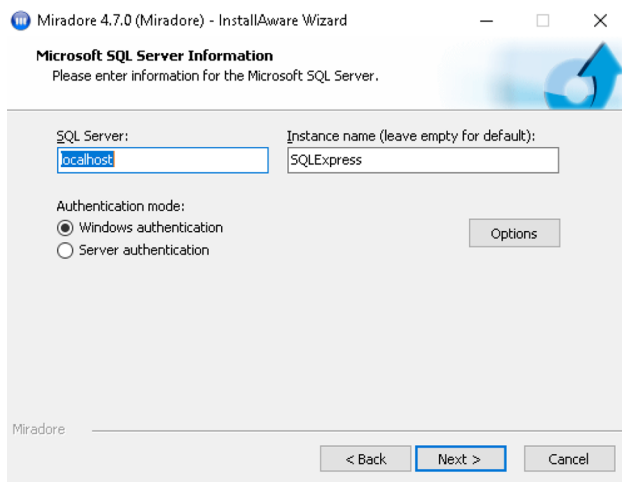 Miradore 4.7.0 (Miradore) - InstallAware Wizard
Microsoft SQL Server Information
Please enter information for the Microsoft SQL Server.
SQL Server: Instance name (leave empty for default):
localhost SQLExpress
Authentication mode:
Windows authentication
Options
Server authentication
Miradore
< Back Next > Cancel